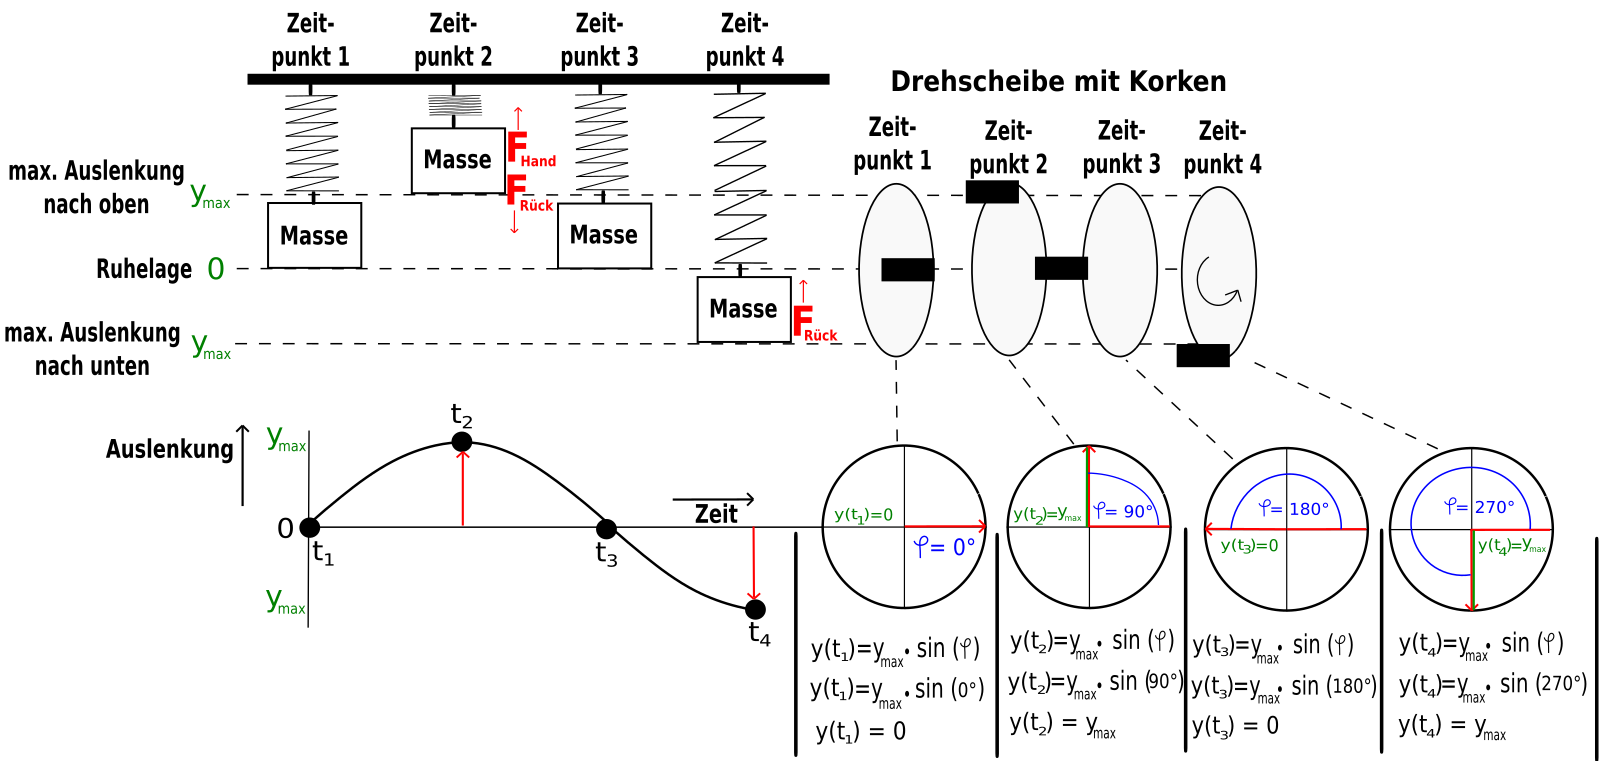 Zeit-
punkt 1
Zeit-
punkt 2
Zeit-
punkt 3
Zeit-
punkt 4
Drehscheibe mit Korken
Zeit-
punkt 1
Zeit-
punkt 2
Zeit-
punkt 3
Zeit-
punkt 4
max. Auslenkung
nach oben
ymax
Ruhelage
0
max. Auslenkung
nach unten
ymax
Masse
Masse
FHand
FRück
Masse
Masse
FRück
Auslenkung
ymax
0
ymax
t1
t2
t3
t4
Zeit
y(t1)=0
φ= 0°
y(t2)=ymax
φ= 90°
φ= 180°
y(t3)=0
φ= 270°
y(t4)=ymax
y(t1)=ymax· sin (φ)
y(t1)=ymax· sin (0°)
y(t1) = 0
y(t2)=ymax· sin (φ)
y(t2)=ymax· sin (90°)
y(t2) = ymax
y(t3)=ymax· sin (φ)
y(t3)=ymax· sin (180°)
y(t3) = 0
y(t4)=ymax· sin (φ)
y(t4)=ymax· sin (270°)
y(t4) = ymax